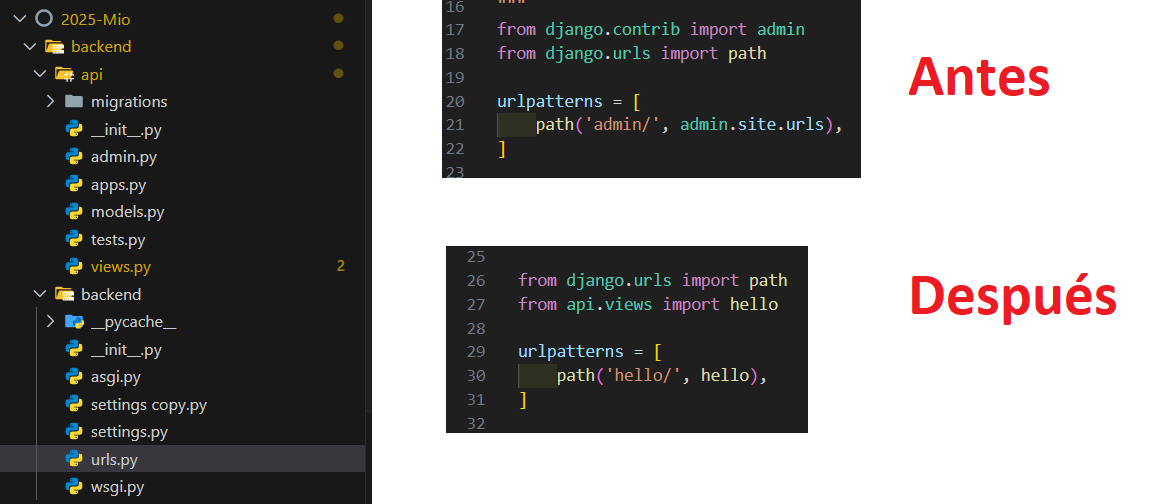 2025-Mio
backend
api
migrations
__init__.py
admin.py
apps.py
models.py
tests.py
views.py 2
backend
__pycache__
__init__.py
asgi.py
settings copy.py
settings.py
urls.py
wsgi.py
16 """
17 from django.contrib import admin
18 from django.urls import path
19
20 urlpatterns = [
21     path('admin/', admin.site.urls),
22 ]
23
Antes
25
26 from django.urls import path
27 from api.views import hello
28
29 urlpatterns = [
30     path('hello/', hello),
31 ]
32
Después